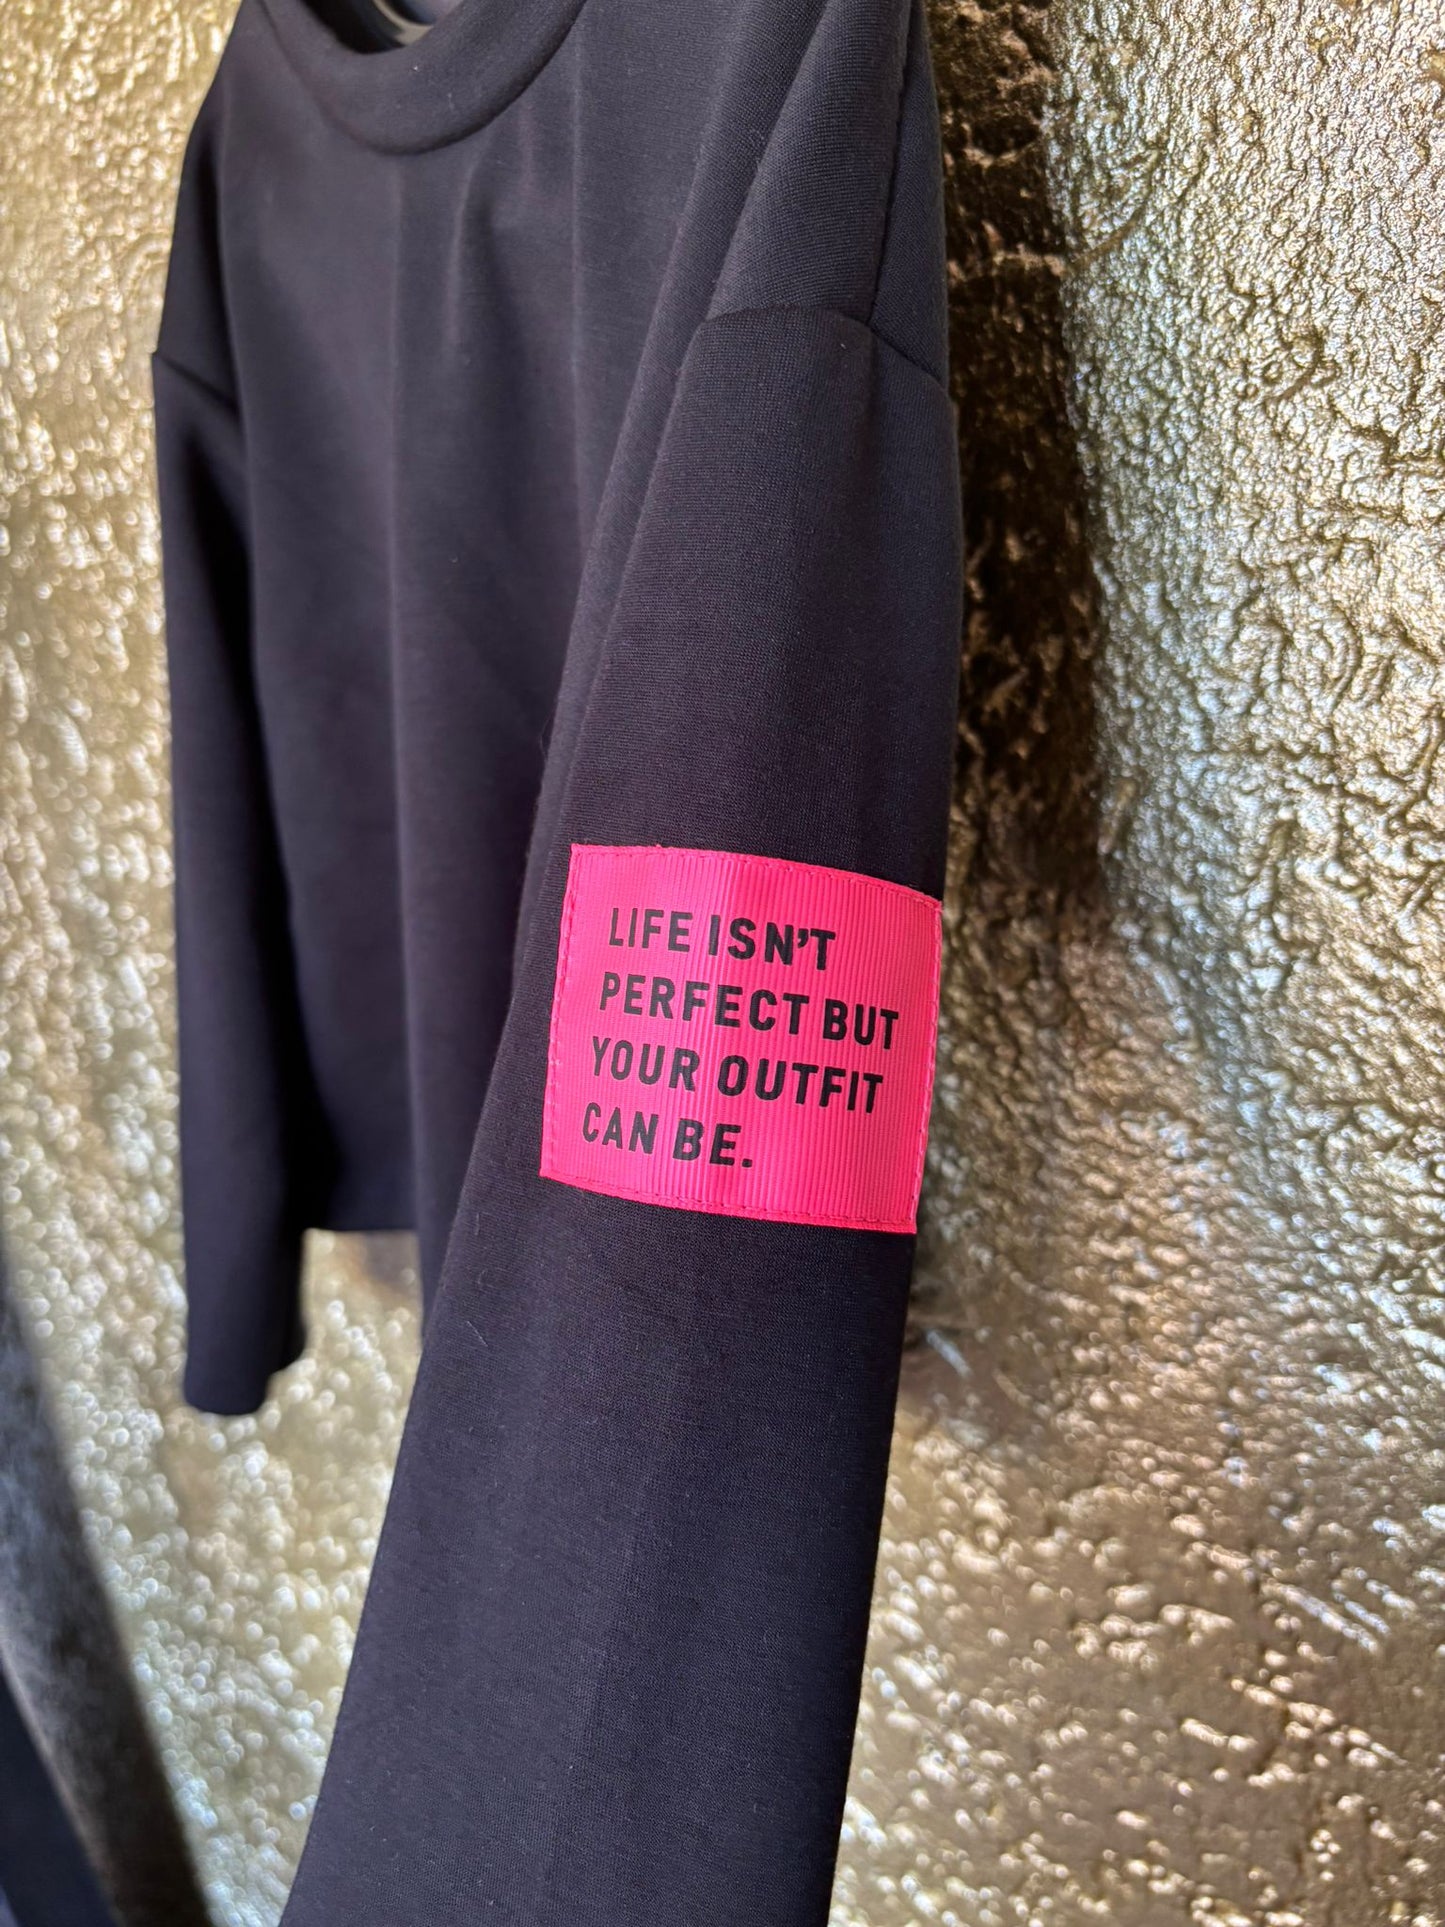 LIFE ISN'T
PERFECT BUT
YOUR OUTFIT
CAN BE.